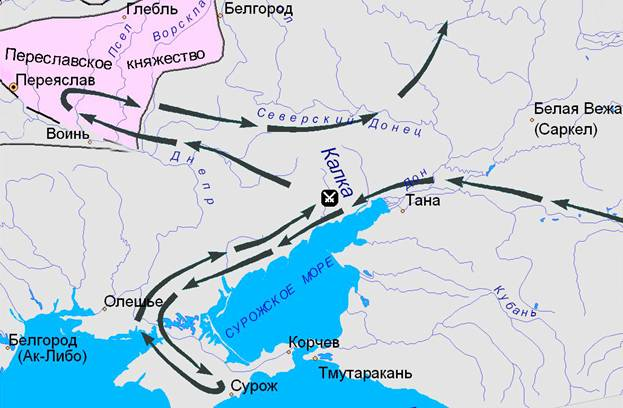 Глебль
Белгород
Псел
Ворскла
Переславское княжество
Переяслав
Воинь
Северский Донец
Белая Вежа
(Саркел)
Днепр
Калка
Дон
Тана
Олешье
СУРОЖСКОЕ МОРЕ
Кубань
Белгород
(Ак-Либо)
Корчев
Тмутаракань
Сурож